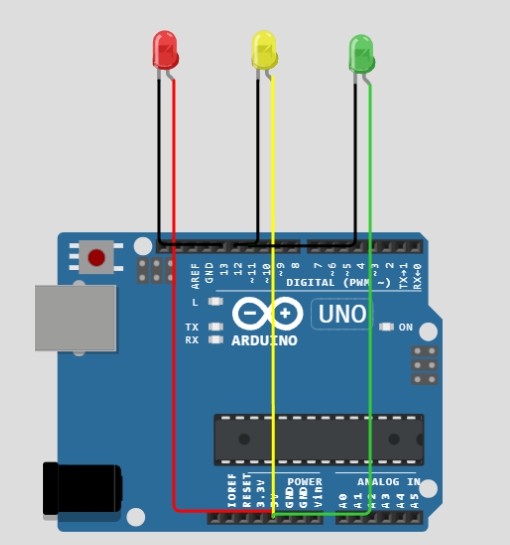 AREF
GND
13
12
~11
~10
~9
8
7
~6
~5
4
~3
2
TX→1
RX←0
DIGITAL (PWM ~)
L
TX
RX
UNO
ON
ARDUINO
POWER
ANALOG IN
IOREF
RESET
3.3V
5V
GND
GND
Vin
A0
A1
A2
A3
A4
A5